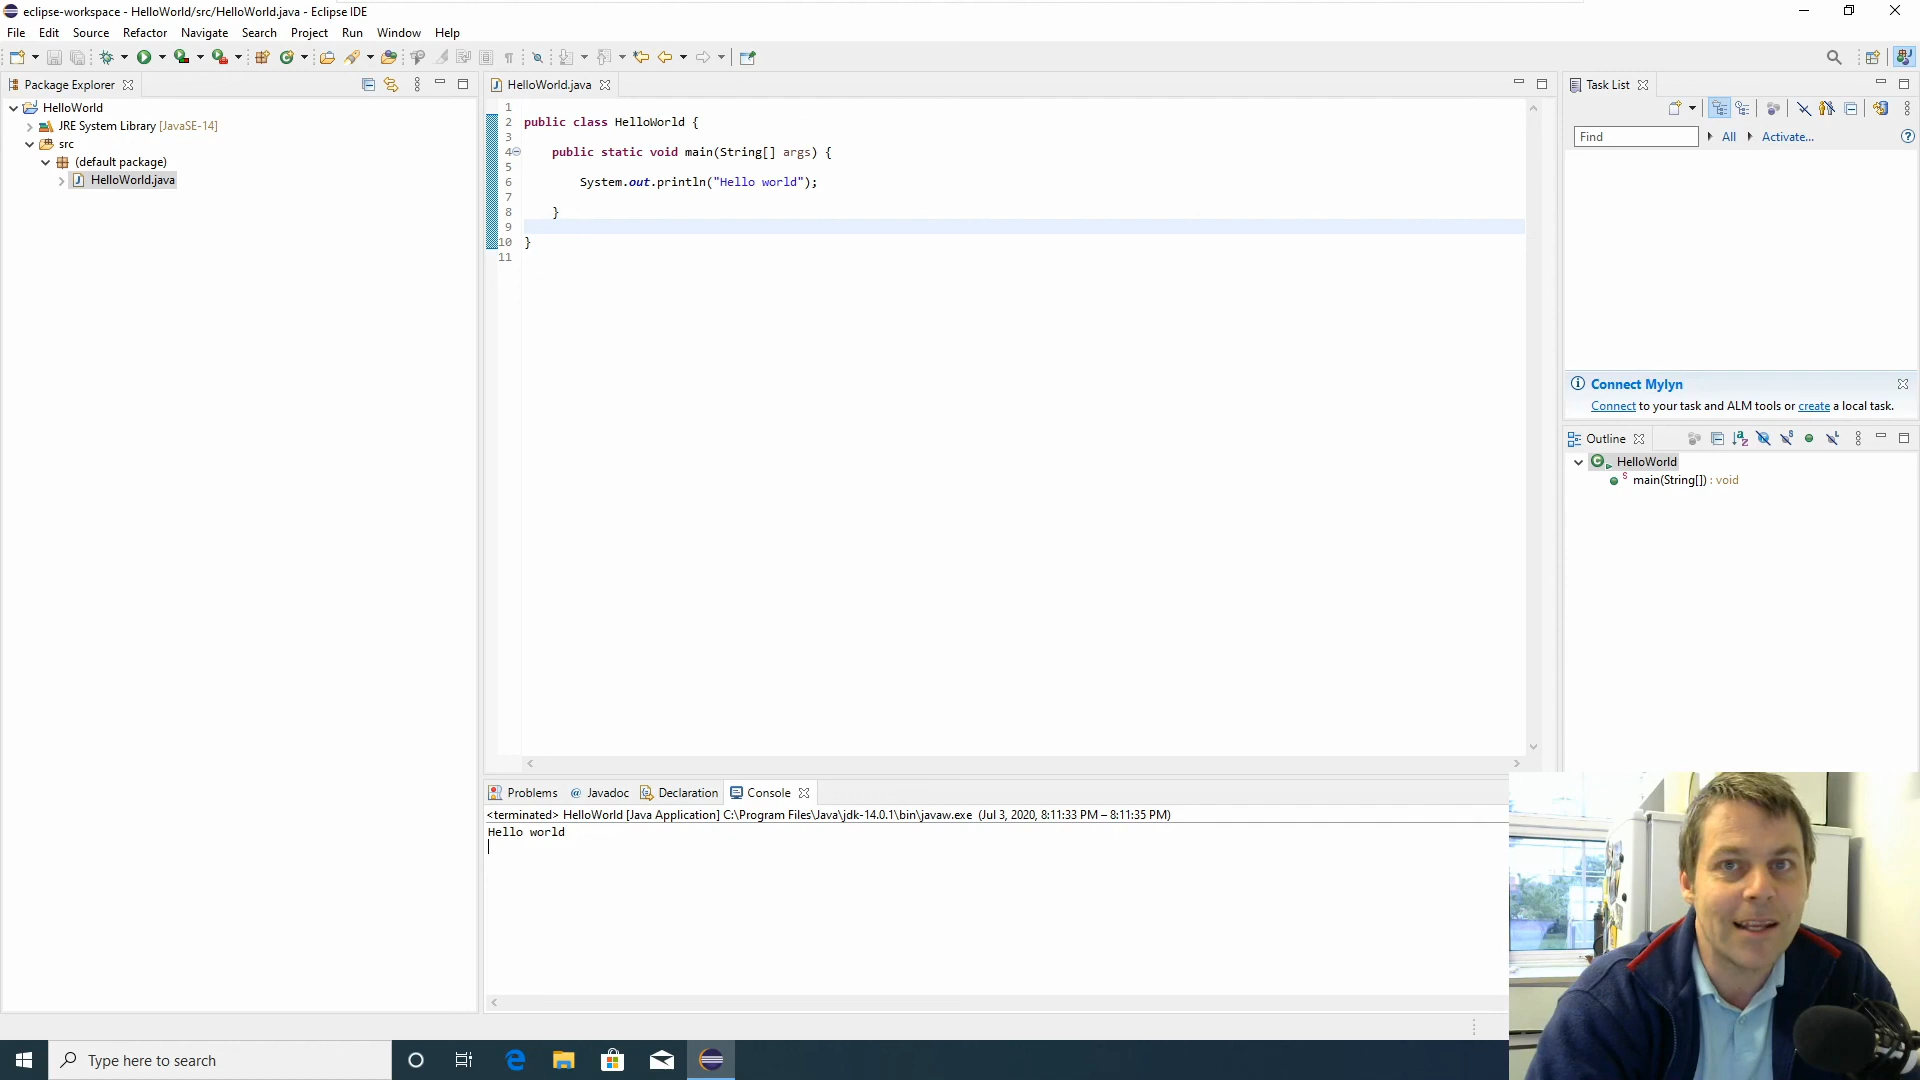 eclipse-workspace - HelloWorld/src/HelloWorld.java - Eclipse IDE
File Edit Source Refactor Navigate Search Project Run Window Help
Package Explorer
HelloWorld
JRE System Library [JavaSE-14]
src
(default package)
HelloWorld.java
HelloWorld.java
1
2 public class HelloWorld {
3
4 public static void main(String[] args) {
5
6 System.out.println("Hello world");
7
8 }
9
10 }
11
Task List
Find All Activate...
Connect Mylyn
Connect to your task and ALM tools or create a local task.
Outline
HelloWorld
main(String[]) : void
Problems @ Javadoc Declaration Console
<terminated> HelloWorld [Java Application] C:\Program Files\Java\jdk-14.0.1\bin\javaw.exe (Jul 3, 2020, 8:11:33 PM – 8:11:35 PM)
Hello world
Type here to search